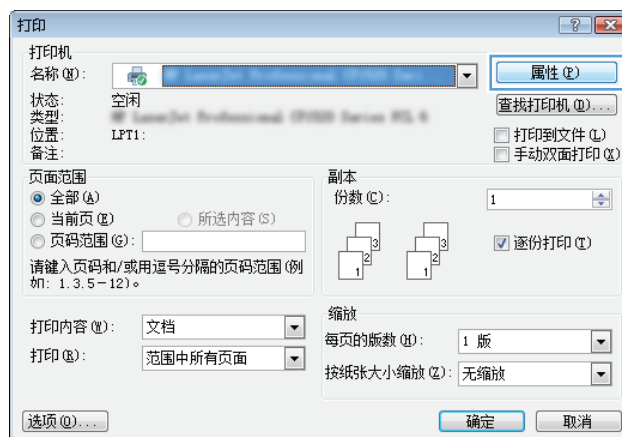 打印
打印机
名称(N):
属性(P)
状态: 空闲
类型:
查找打印机(D)...
位置: LPT1:
打印到文件(L)
备注:
手动双面打印(X)
页面范围
全部(A)
当前页(E) 所选内容(S)
页码范围(G):
请键入页码和/或用逗号分隔的页码范围(例
如: 1.3.5-12)。
副本
份数(C): 1
1 2 3 1 2 3
逐份打印(T)
打印内容(W): 文档
打印(R): 范围中所有页面
缩放
每页的版数(H): 1 版
按纸张大小缩放(Z): 无缩放
选项(O)...
确定 取消